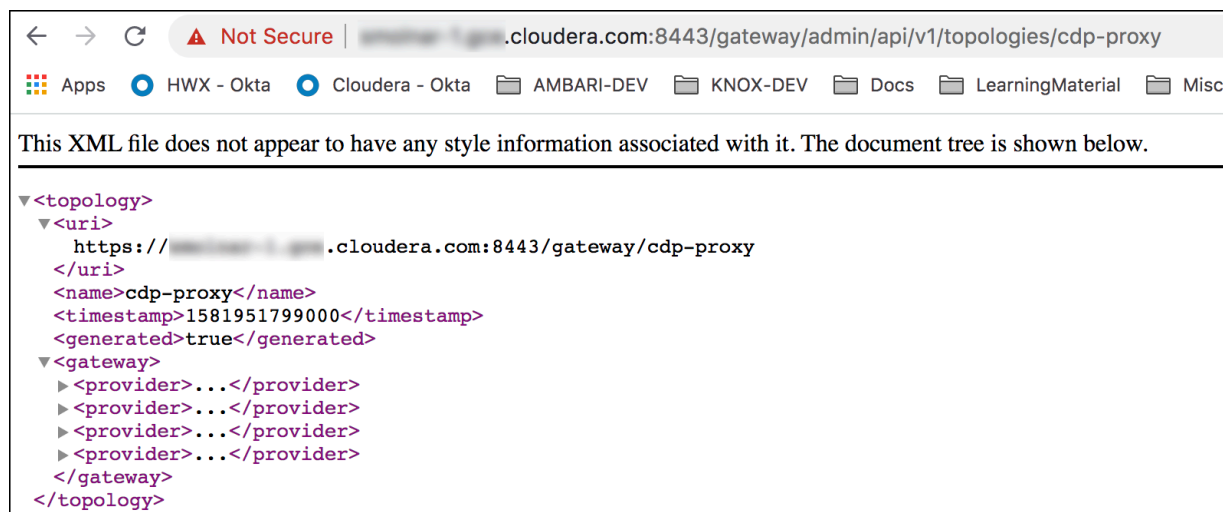 Not Secure | .cloudera.com:8443/gateway/admin/api/v1/topologies/cdp-proxy
Apps HWX - Okta Cloudera - Okta AMBARI-DEV KNOX-DEV Docs LearningMaterial Misc
This XML file does not appear to have any style information associated with it. The document tree is shown below.
<topology>
<uri>
https://.cloudera.com:8443/gateway/cdp-proxy
</uri>
<name>cdp-proxy</name>
<timestamp>1581951799000</timestamp>
<generated>true</generated>
<gateway>
<provider>...</provider>
<provider>...</provider>
<provider>...</provider>
<provider>...</provider>
</gateway>
</topology>